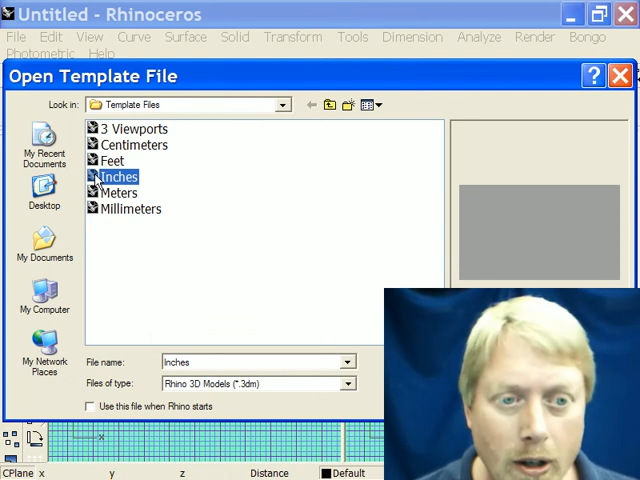 Untitled - Rhinoceros
File Edit View Curve Surface Solid Transform Tools Dimension Analyze Render Bongo
Photometric Help
Open Template File
Look in: Template Files
3 Viewports
Centimeters
Feet
Inches
Meters
Millimeters
My Recent
Documents
Desktop
My Documents
My Computer
My Network
Places
File name: Inches
Files of type: Rhino 3D Models (*.3dm)
Use this file when Rhino starts
x
CPlane x y z Distance Default